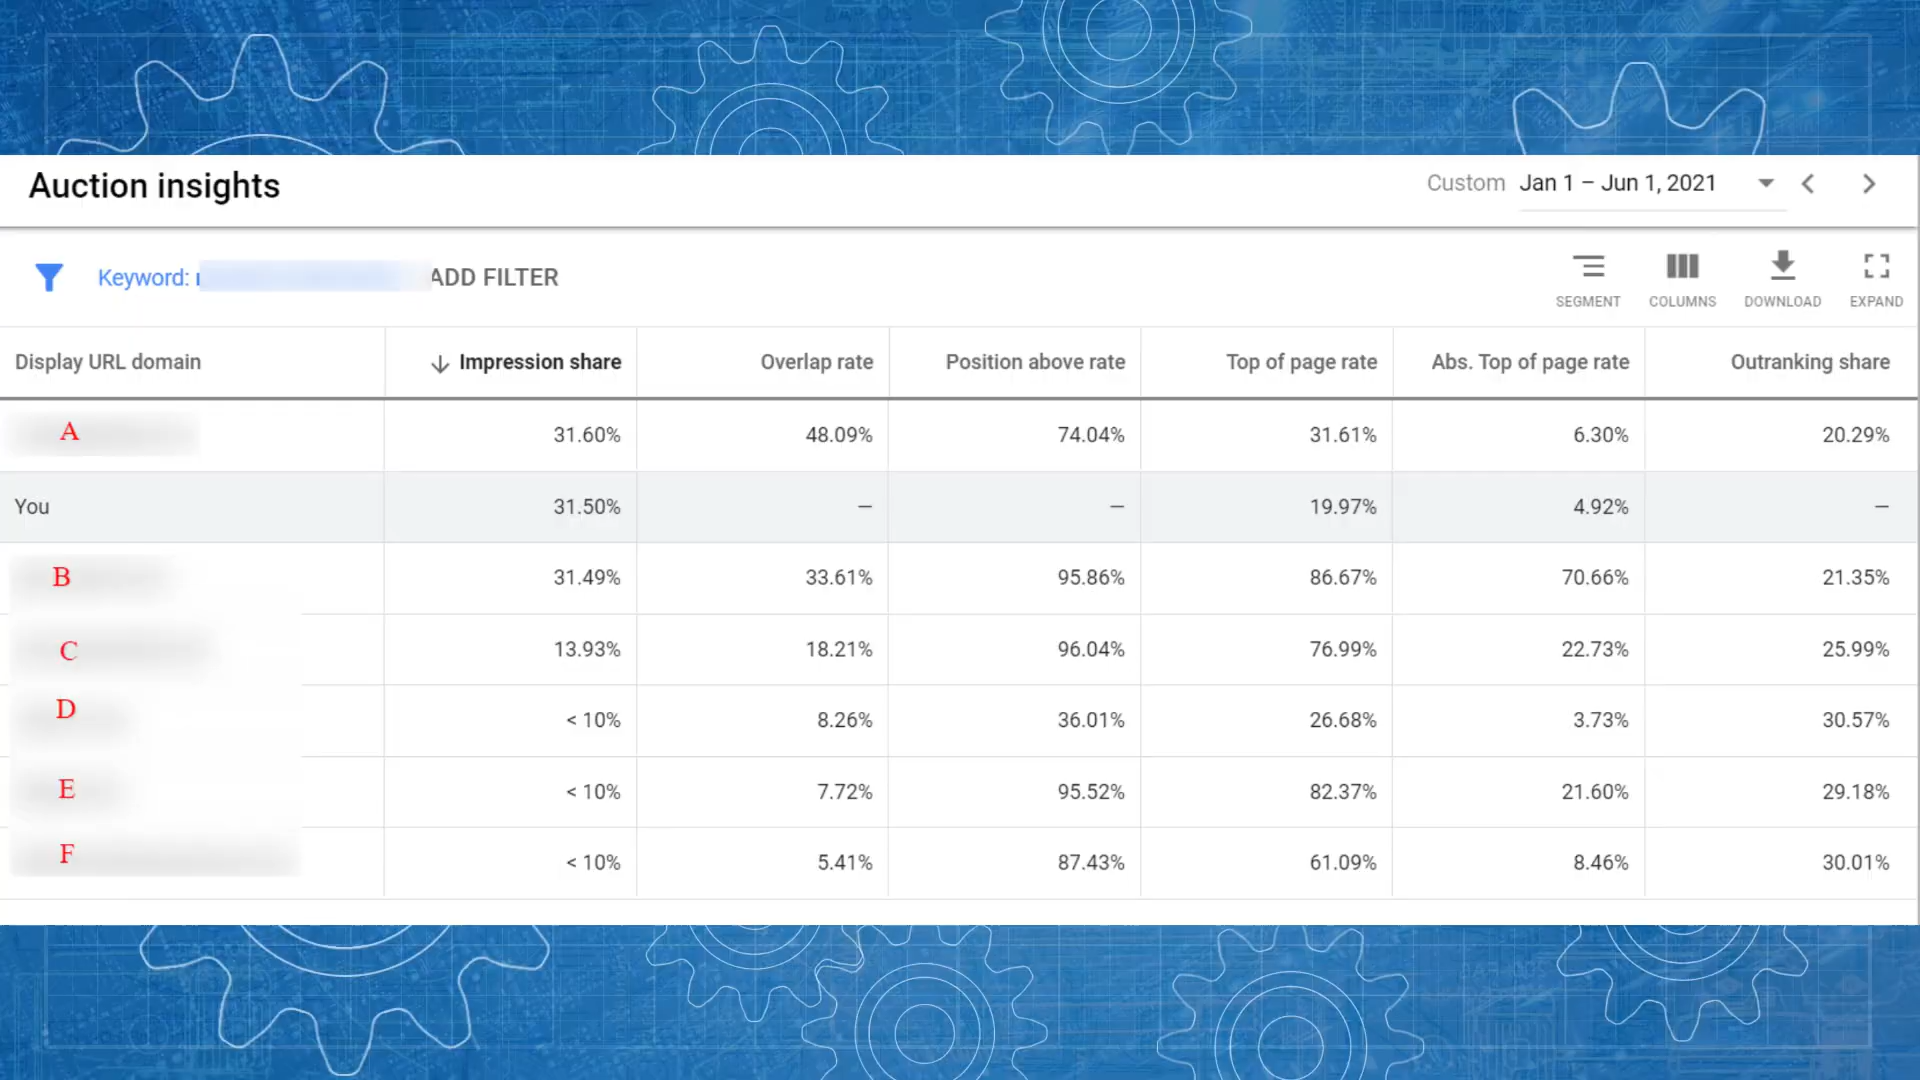 Auction insights
Custom Jan 1 – Jun 1, 2021
Keyword: ADD FILTER
SEGMENT COLUMNS DOWNLOAD EXPAND
Display URL domain Impression share Overlap rate Position above rate Top of page rate Abs. Top of page rate Outranking share
A 31.60% 48.09% 74.04% 31.61% 6.30% 20.29%
You 31.50% — — 19.97% 4.92% —
B 31.49% 33.61% 95.86% 86.67% 70.66% 21.35%
C 13.93% 18.21% 96.04% 76.99% 22.73% 25.99%
D < 10% 8.26% 36.01% 26.68% 3.73% 30.57%
E < 10% 7.72% 95.52% 82.37% 21.60% 29.18%
F < 10% 5.41% 87.43% 61.09% 8.46% 30.01%